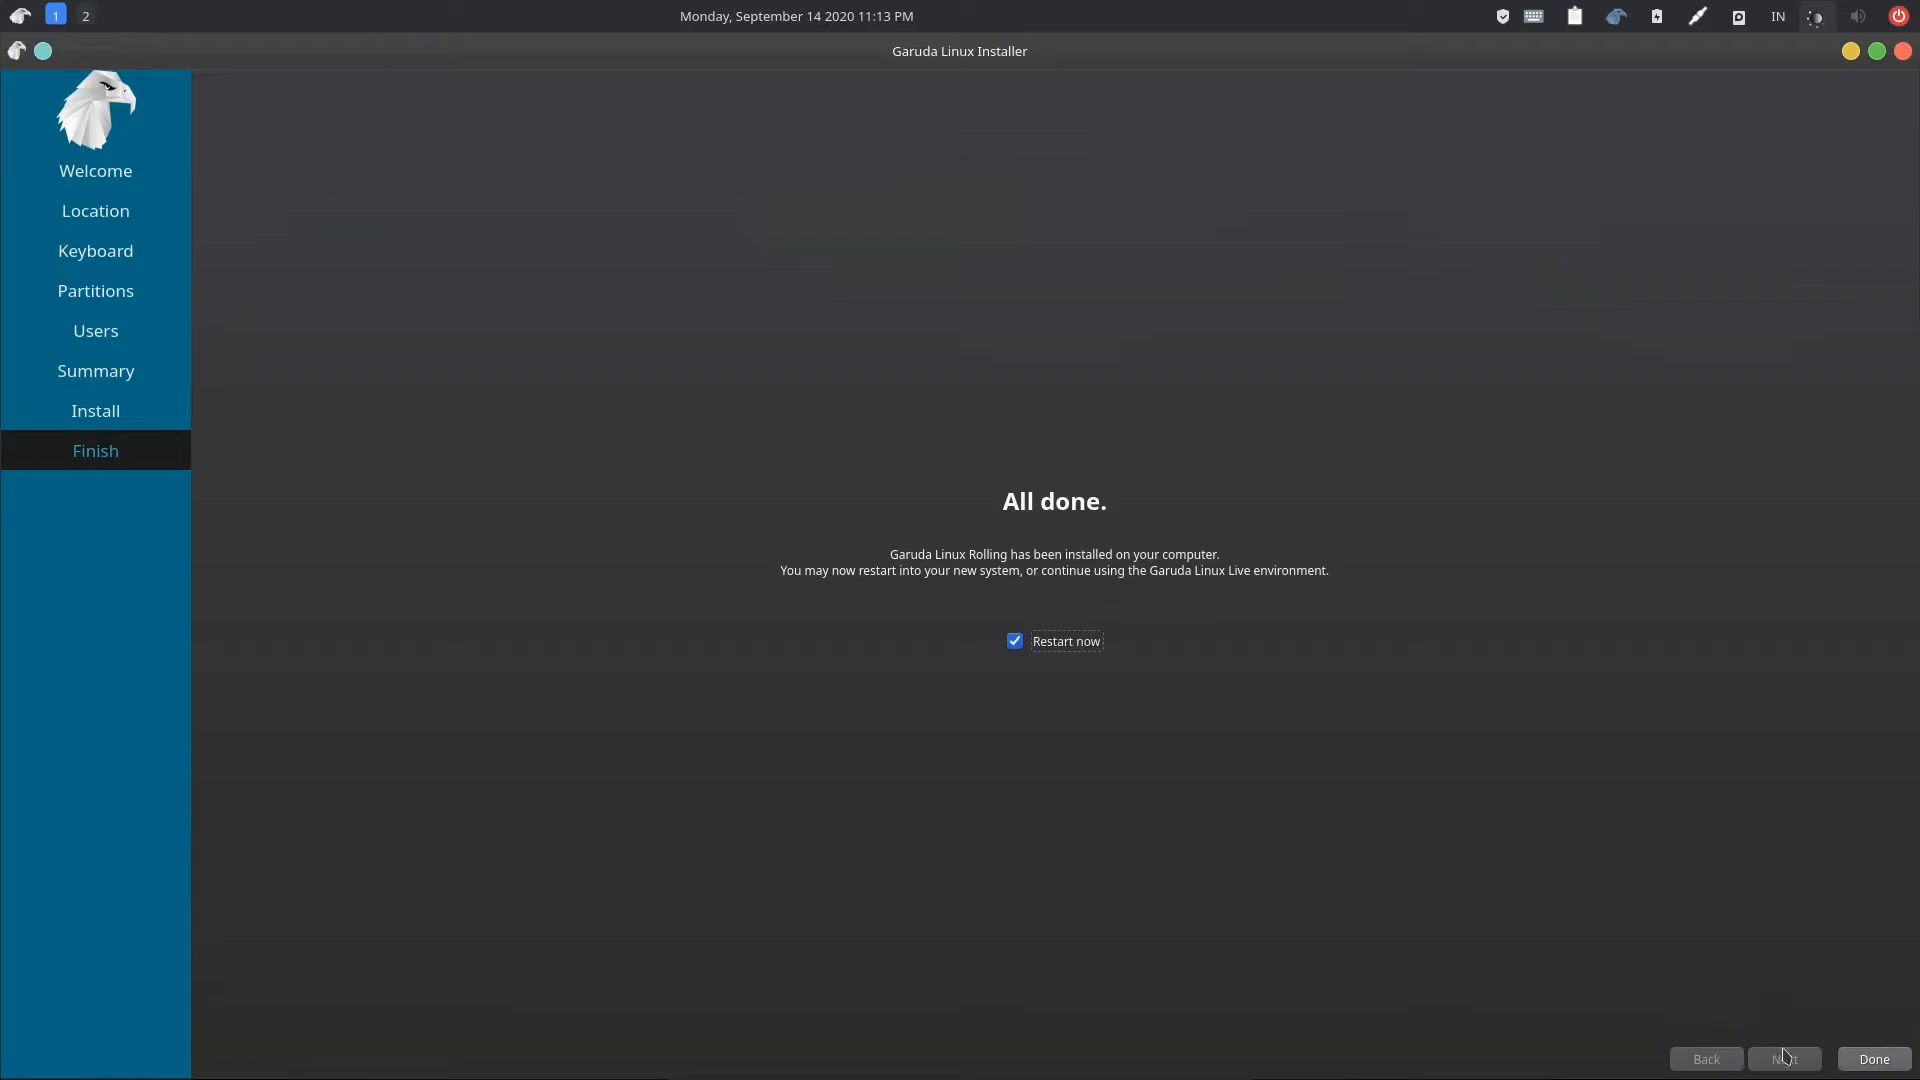 1
2
Monday, September 14 2020 11:13 PM
IN
Garuda Linux Installer
Welcome
Location
Keyboard
Partitions
Users
Summary
Install
Finish
All done.
Garuda Linux Rolling has been installed on your computer.
You may now restart into your new system, or continue using the Garuda Linux Live environment.
Restart now
Back
Done